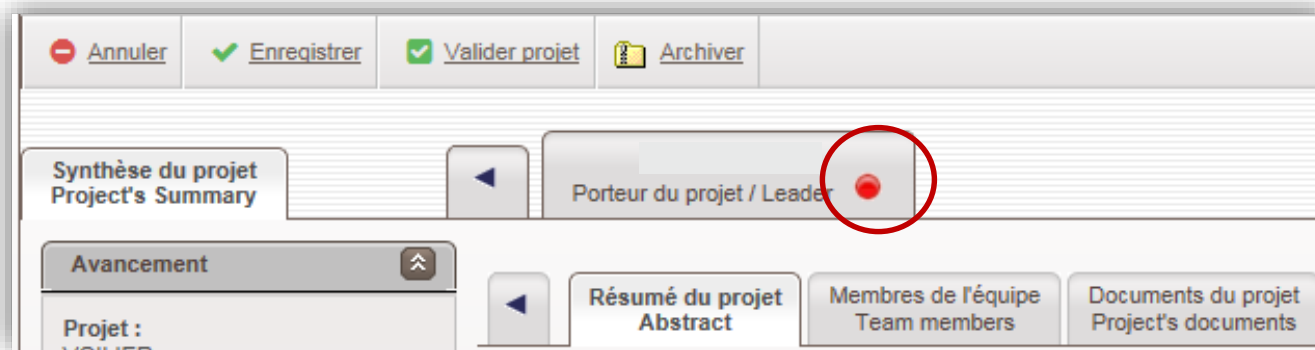 Annuler
Enregistrer
Valider projet
Archiver
Synthèse du projet
Project's Summary
Porteur du projet / Leader
Avancement
Projet :
Résumé du projet
Abstract
Membres de l'équipe
Team members
Documents du projet
Project's documents